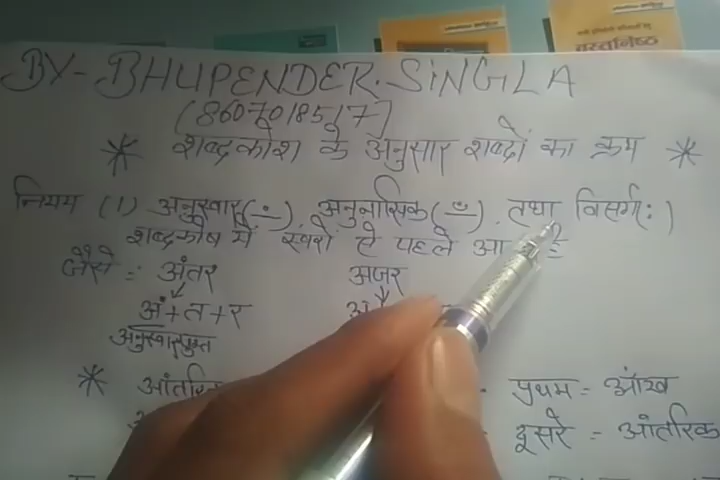 वस्तुनिष्ठ
BY- BHUPENDER. SINGLA
(8607018517)
* शब्दकोश के अनुसार शब्दों का क्रम *
नियम (1) अनुस्वार(ं), अनुनासिक(ँ), तथा विसर्ग(ः)
शब्दकोष में स्वरों से पहले आ है
जैसे :- अंतर अजर
अं+त+र
अनुस्वारयुक्त
* प्रथम = आँख
दूसरे = आंतरिक